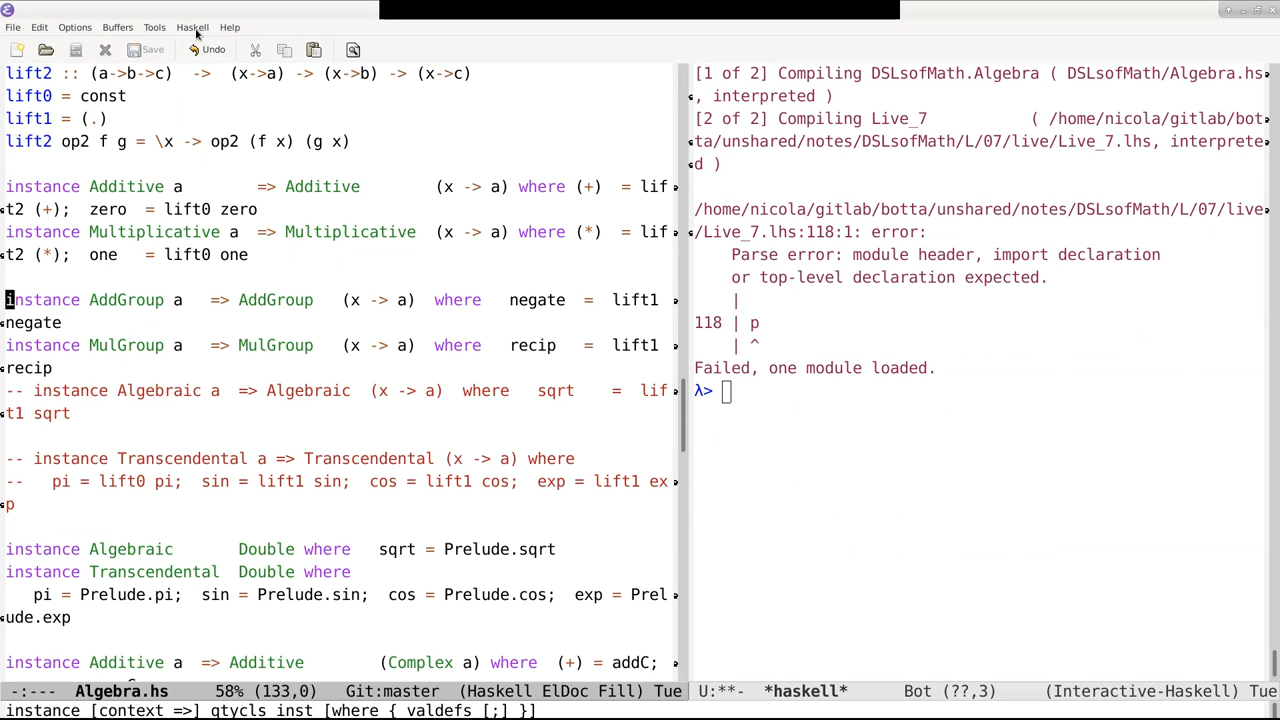 File Edit Options Buffers Tools Haskell Help
Save Undo
lift2 :: (a->b->c)  ->  (x->a) -> (x->b) -> (x->c)
lift0 = const
lift1 = (.)
lift2 op2 f g = \x -> op2 (f x) (g x)
instance Additive a        => Additive        (x -> a) where (+)  = lif
t2 (+);  zero  = lift0 zero
instance Multiplicative a  => Multiplicative  (x -> a) where (*)  = lif
t2 (*);  one   = lift0 one
instance AddGroup a   => AddGroup   (x -> a)  where   negate  =  lift1
negate
instance MulGroup a   => MulGroup   (x -> a)  where   recip   =  lift1
recip
-- instance Algebraic a  => Algebraic  (x -> a)  where   sqrt    =  lif
t1 sqrt
-- instance Transcendental a => Transcendental (x -> a) where
--   pi = lift0 pi;  sin = lift1 sin;  cos = lift1 cos;  exp = lift1 ex
p
instance Algebraic       Double where   sqrt = Prelude.sqrt
instance Transcendental  Double where
   pi = Prelude.pi;  sin = Prelude.sin;  cos = Prelude.cos;  exp = Prel
ude.exp
instance Additive a  => Additive        (Complex a) where  (+) = addC;
-:---  Algebra.hs     58% (133,0)    Git:master  (Haskell ElDoc Fill) Tue
[1 of 2] Compiling DSLsofMath.Algebra ( DSLsofMath/Algebra.hs
, interpreted )
[2 of 2] Compiling Live_7           ( /home/nicola/gitlab/bot
ta/unshared/notes/DSLsofMath/L/07/live/Live_7.lhs, interprete
d )
/home/nicola/gitlab/botta/unshared/notes/DSLsofMath/L/07/live
/Live_7.lhs:118:1: error:
    Parse error: module header, import declaration
    or top-level declaration expected.
    |
118 | p
    | ^
Failed, one module loaded.
λ>
U:**-  *haskell*      Bot (??,3)     (Interactive-Haskell) Tue
instance [context =>] qtycls inst [where { valdefs [;] }]